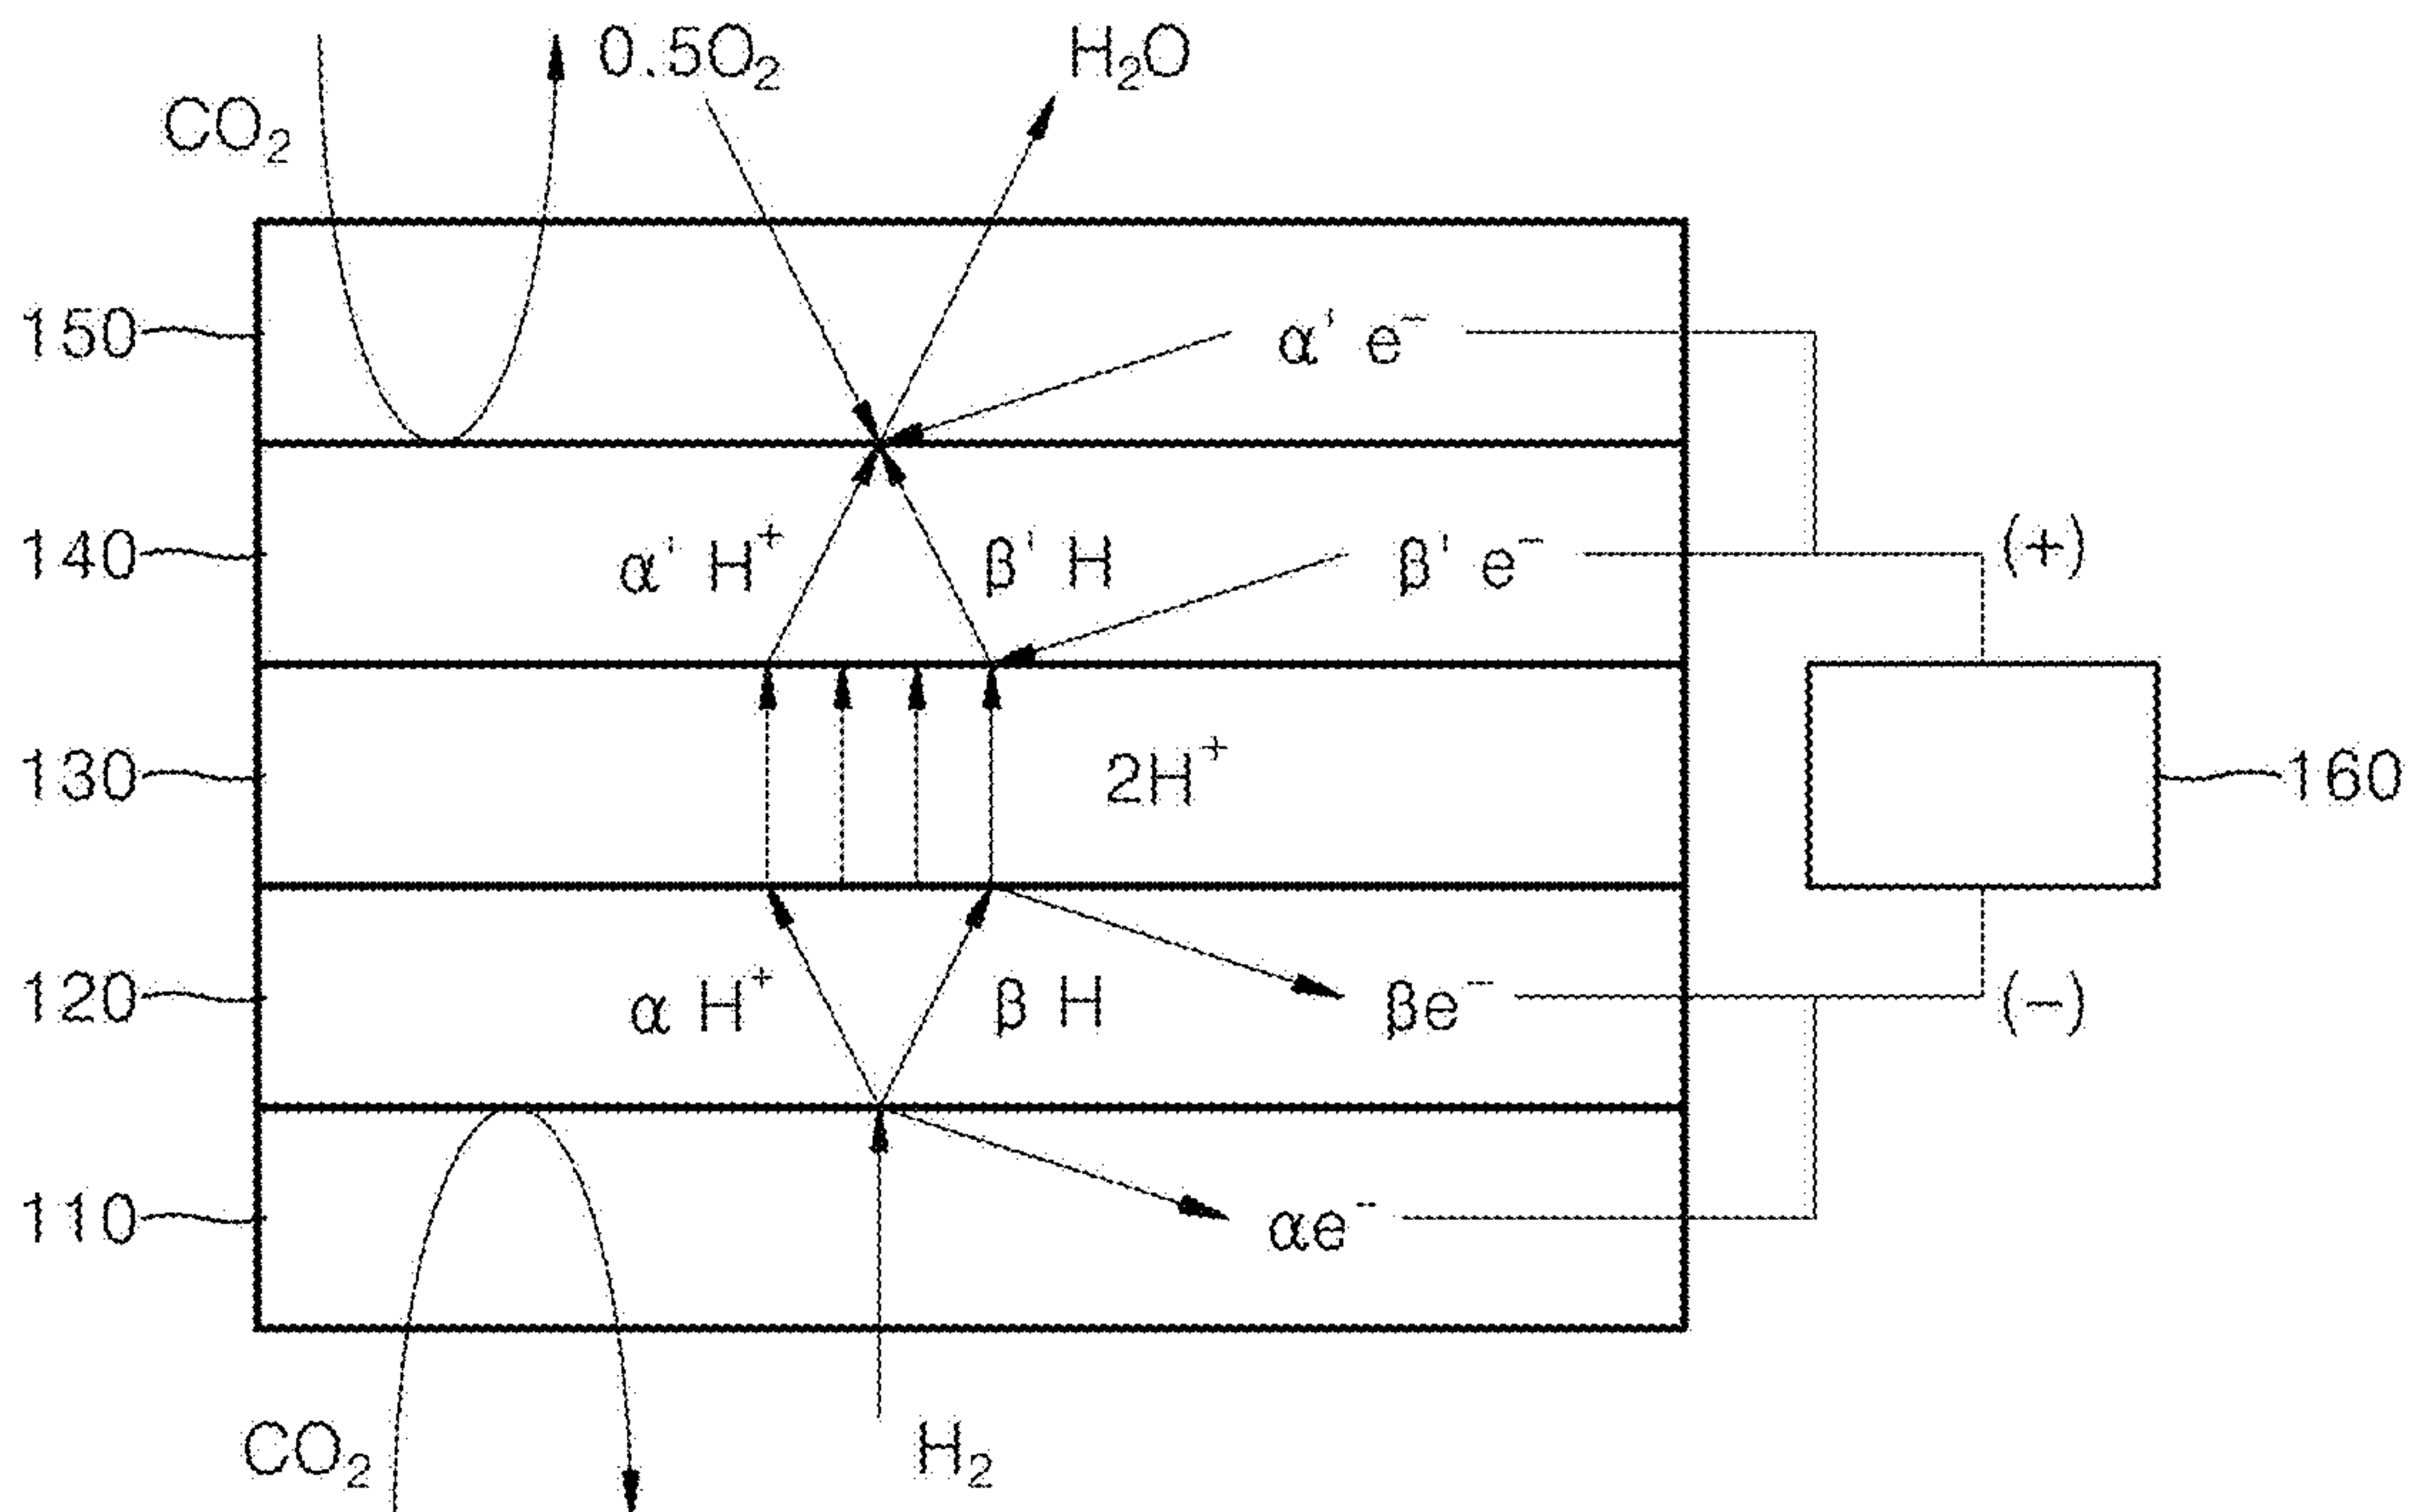 0.5O₂ H₂O
CO₂
150 α' e⁻
140 α' H⁺ β' H β' e⁻ (+)
130 2H⁺ 160
120 α H⁺ β H βe⁻ (−)
110 αe⁻
CO₂ H₂